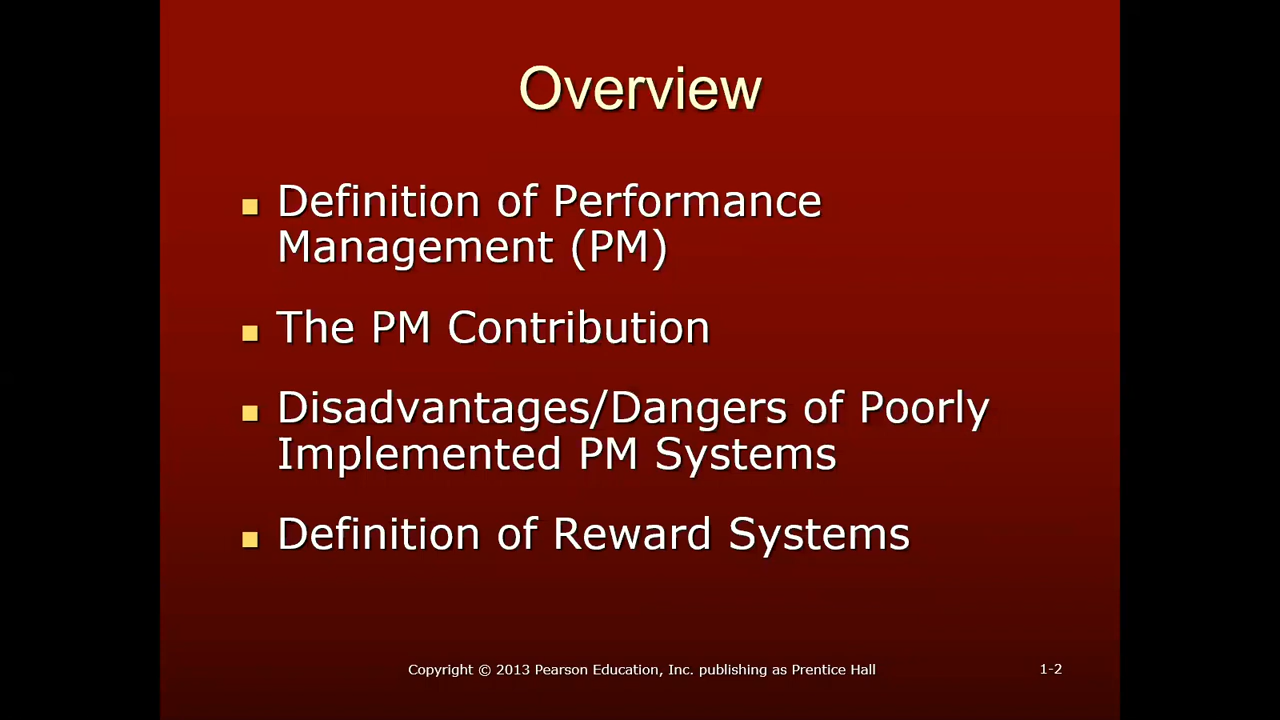 Overview
Definition of Performance
Management (PM)
The PM Contribution
Disadvantages/Dangers of Poorly
Implemented PM Systems
Definition of Reward Systems
Copyright © 2013 Pearson Education, Inc. publishing as Prentice Hall
1-2